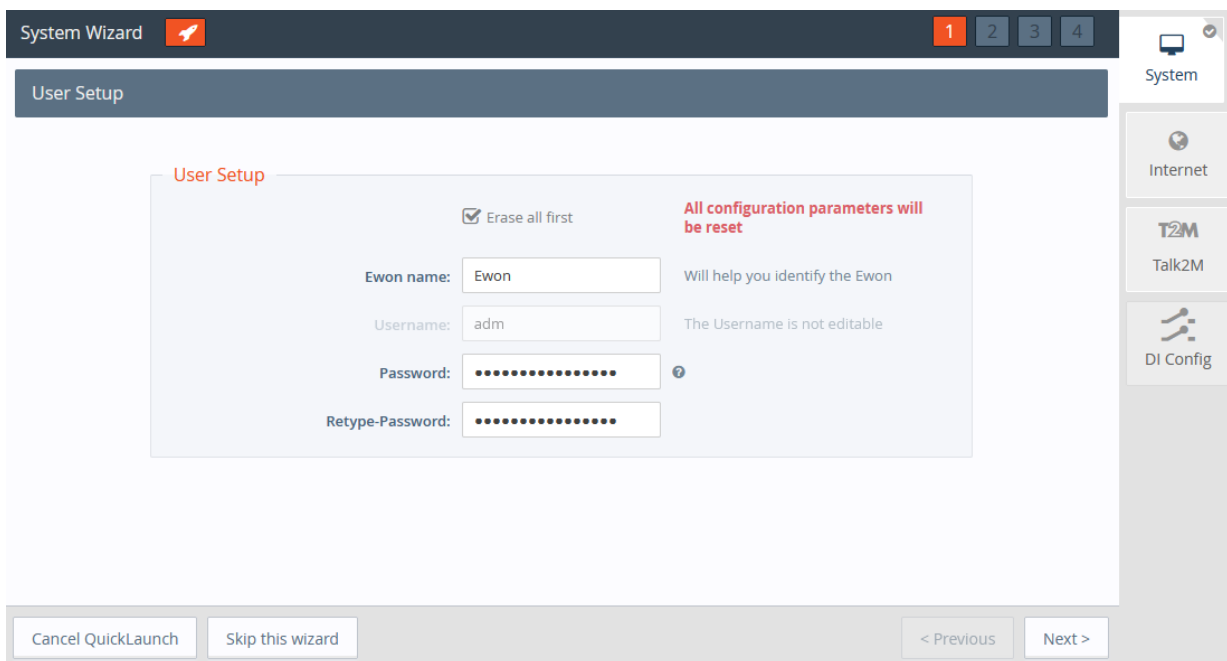 System Wizard
1 2 3 4
System
User Setup
Internet
User Setup
Erase all first
All configuration parameters will
be reset
T2M
Talk2M
Ewon name:
Ewon
Will help you identify the Ewon
Username:
adm
The Username is not editable
DI Config
Password:
••••••••••••••••
?
Retype-Password:
••••••••••••••••
Cancel QuickLaunch
Skip this wizard
< Previous
Next >